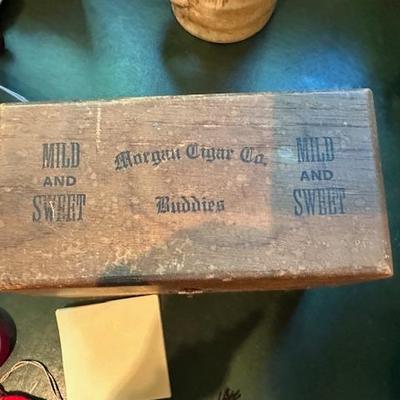 MILD
AND
SWEET
Morgan Cigar Co.
Buddies
MILD
AND
SWEET